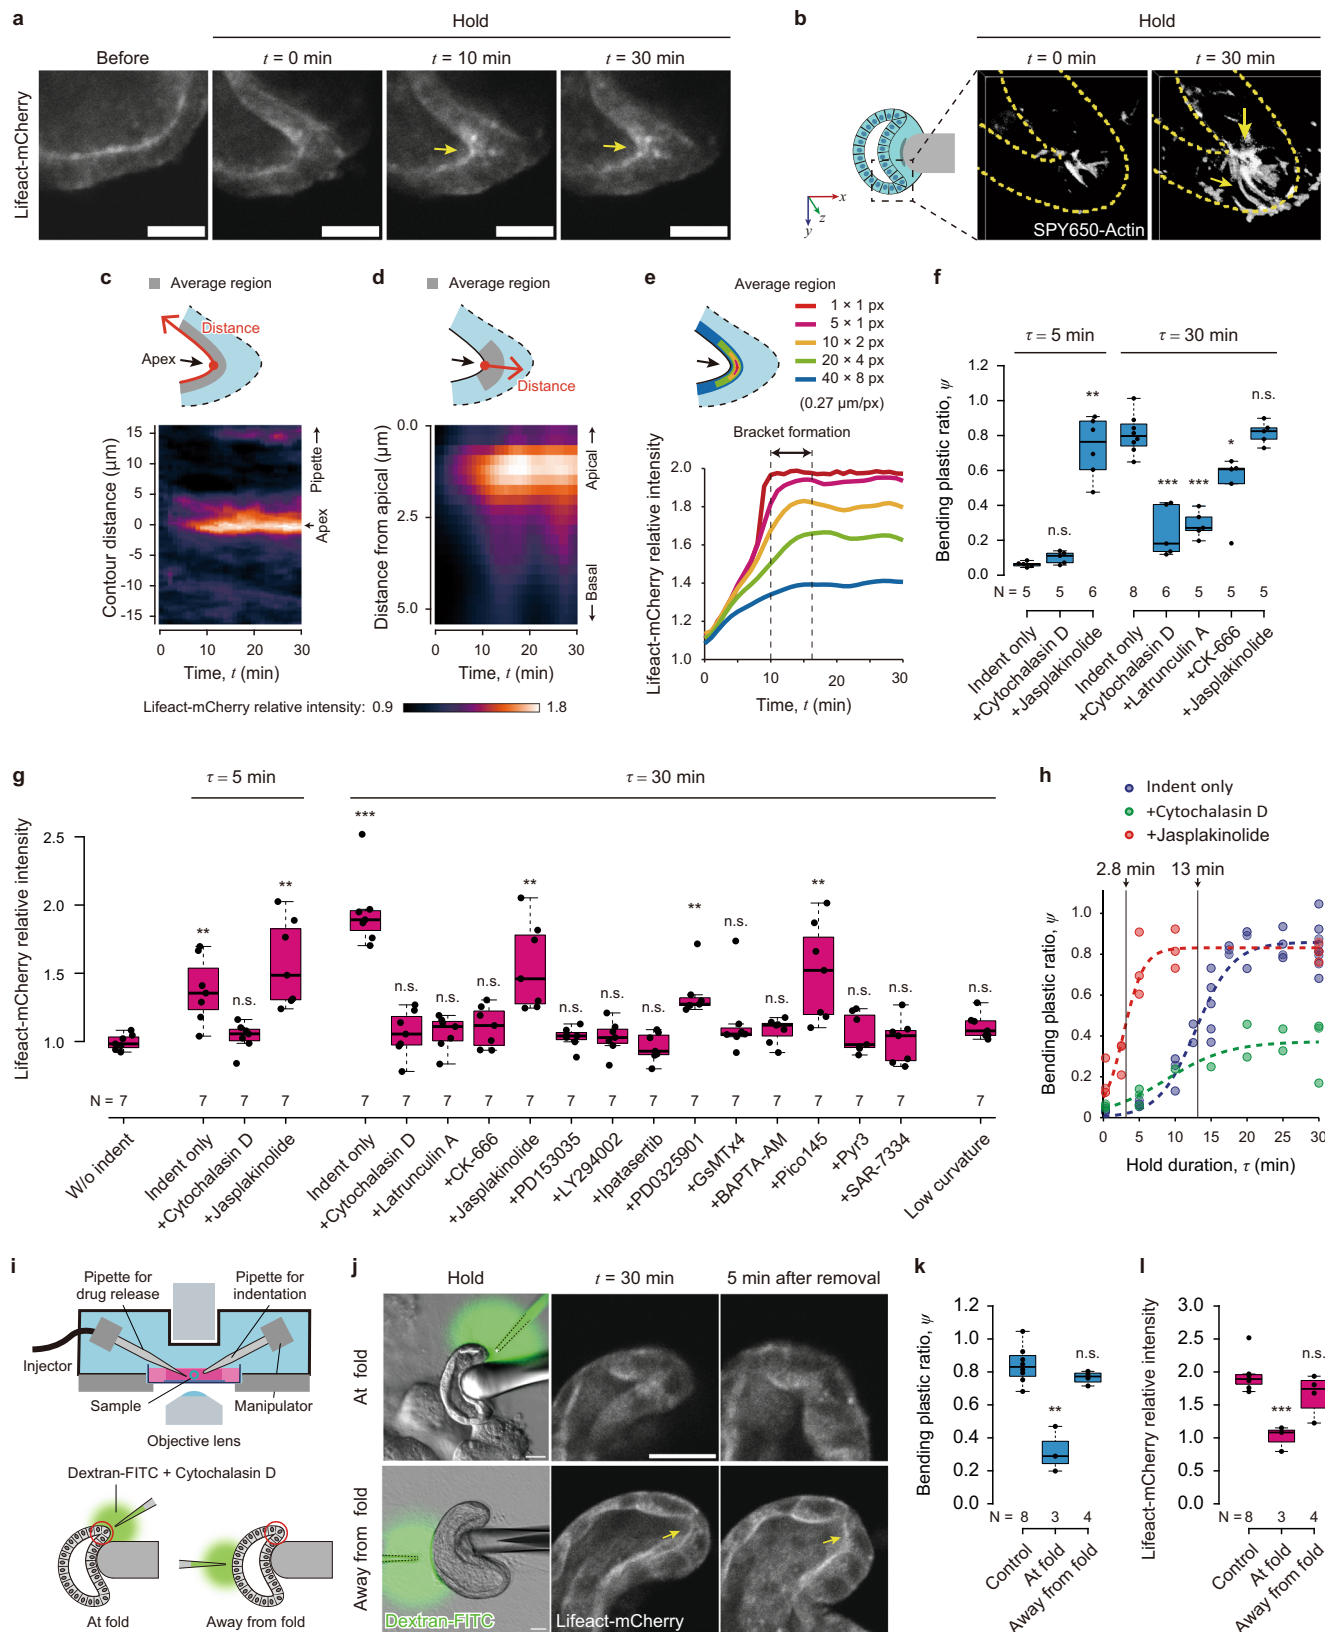 a
Hold
Before
t = 0 min
t = 10 min
t = 30 min
Lifeact-mCherry
b
Hold
t = 0 min
t = 30 min
x
z
y
SPY650-Actin
c
Average region
Distance
Apex
Contour distance (µm)
15
10
5
0
-5
-10
-15
Pipette
Apex
0
10
20
30
Time, t (min)
d
Average region
Distance
Distance from apical (µm)
0.0
2.5
5.0
Apical
Basal
0
10
20
30
Time, t (min)
Lifeact-mCherry relative intensity: 0.9
1.8
e
Average region
1 × 1 px
5 × 1 px
10 × 2 px
20 × 4 px
40 × 8 px
(0.27 µm/px)
Bracket formation
Lifeact-mCherry relative intensity
2.0
1.8
1.6
1.4
1.2
1.0
0
10
20
30
Time, t (min)
f
τ = 5 min
τ = 30 min
Bending plastic ratio, ψ
1.2
1.0
0.8
0.6
0.4
0.2
0.0
n.s.
**
***
***
*
n.s.
N = 5 5 6 8 6 5 5 5
Indent only
+Cytochalasin D
+Jasplakinolide
Indent only
+Cytochalasin D
+Latrunculin A
+CK-666
+Jasplakinolide
g
τ = 5 min
τ = 30 min
Lifeact-mCherry relative intensity
2.5
2.0
1.5
1.0
**
n.s.
**
***
n.s.
n.s.
n.s.
**
n.s.
n.s.
n.s.
**
n.s.
n.s.
**
n.s.
n.s.
n.s.
N = 7 7 7 7 7 7 7 7 7 7 7 7 7 7 7 7 7 7 7
W/o indent
Indent only
+Cytochalasin D
+Jasplakinolide
Indent only
+Cytochalasin D
+Latrunculin A
+CK-666
+Jasplakinolide
+PD153035
+LY294002
+Ipatasertib
+PD0325901
+GsMTx4
+BAPTA-AM
+Pico145
+Pyr3
+SAR-7334
Low curvature
h
Indent only
+Cytochalasin D
+Jasplakinolide
2.8 min
13 min
Bending plastic ratio, ψ
1.0
0.8
0.6
0.4
0.2
0
0
5
10
15
20
25
30
Hold duration, τ (min)
i
Pipette for
drug release
Pipette for
indentation
Injector
Sample
Manipulator
Objective lens
Dextran-FITC + Cytochalasin D
At fold
Away from fold
j
Hold
t = 30 min
5 min after removal
At fold
Away from fold
Dextran-FITC
Lifeact-mCherry
k
Bending plastic ratio, ψ
1.2
1.0
0.8
0.6
0.4
0.2
0.0
**
n.s.
N = 8 3 4
Control
At fold
Away from fold
l
Lifeact-mCherry relative intensity
3.0
2.5
2.0
1.5
1.0
0.5
0.0
***
n.s.
N = 8 3 4
Control
At fold
Away from fold